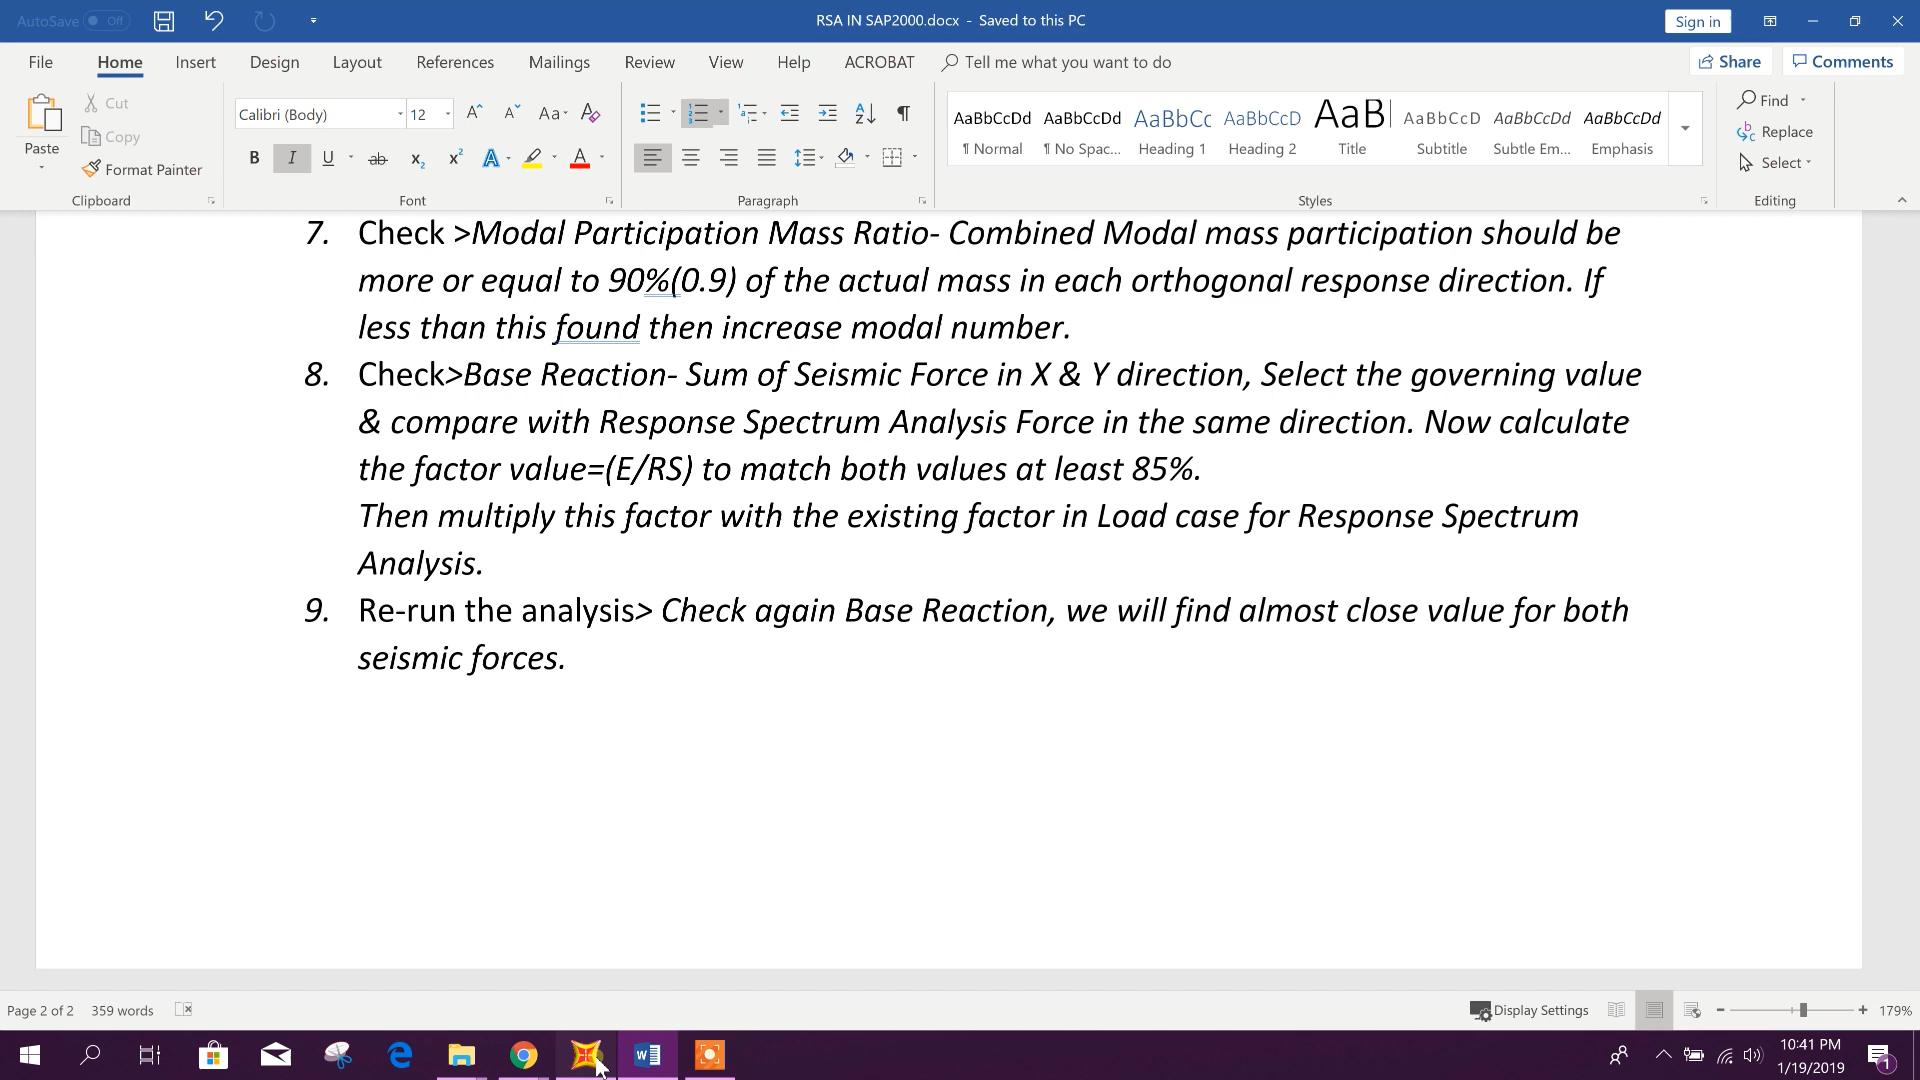 AutoSave Off RSA IN SAP2000.docx - Saved to this PC Sign in
File Home Insert Design Layout References Mailings Review View Help ACROBAT Tell me what you want to do Share Comments
Paste Cut Copy Format Painter
Calibri (Body) 12
AaBbCcDd AaBbCcDd AaBbCc AaBbCcD AaB AaBbCcD AaBbCcDd AaBbCcDd
¶ Normal ¶ No Spac... Heading 1 Heading 2 Title Subtitle Subtle Em... Emphasis
Find Replace Select
Clipboard Font Paragraph Styles Editing
7. Check >Modal Participation Mass Ratio- Combined Modal mass participation should be
more or equal to 90%(0.9) of the actual mass in each orthogonal response direction. If
less than this found then increase modal number.
8. Check>Base Reaction- Sum of Seismic Force in X & Y direction, Select the governing value
& compare with Response Spectrum Analysis Force in the same direction. Now calculate
the factor value=(E/RS) to match both values at least 85%.
Then multiply this factor with the existing factor in Load case for Response Spectrum
Analysis.
9. Re-run the analysis> Check again Base Reaction, we will find almost close value for both
seismic forces.
Page 2 of 2 359 words Display Settings 179%
10:41 PM
1/19/2019
1